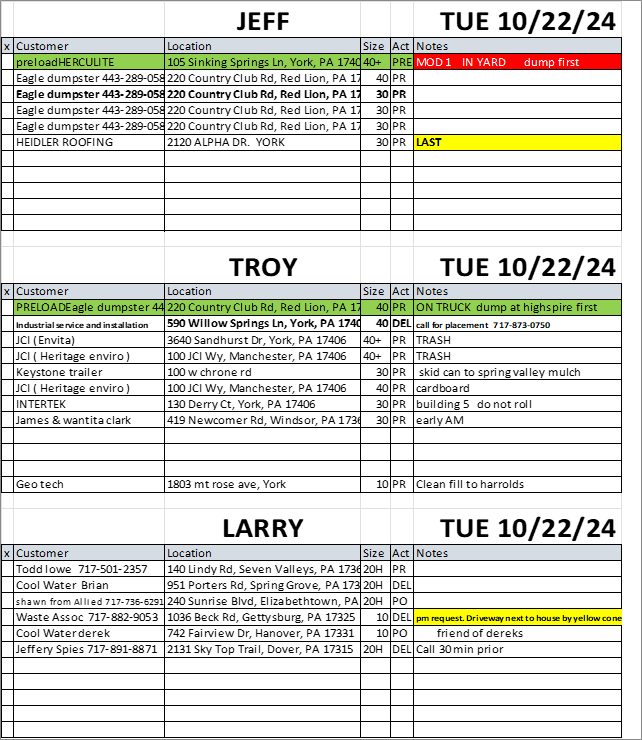 JEFF TUE 10/22/24
x Customer Location Size Act Notes
preloadHERCULITE 105 Sinking Springs Ln, York, PA 1740 40+ PRE MOD 1 IN YARD dump first
Eagle dumpster 443-289-058 220 Country Club Rd, Red Lion, PA 17 40 PR
Eagle dumpster 443-289-058 220 Country Club Rd, Red Lion, PA 17 30 PR
Eagle dumpster 443-289-058 220 Country Club Rd, Red Lion, PA 17 30 PR
Eagle dumpster 443-289-058 220 Country Club Rd, Red Lion, PA 17 30 PR
HEIDLER ROOFING 2120 ALPHA DR. YORK 30 PR LAST
TROY TUE 10/22/24
x Customer Location Size Act Notes
PRELOADEagle dumpster 44 220 Country Club Rd, Red Lion, PA 17 40 PR ON TRUCK dump at highspire first
Industrial service and installation 590 Willow Springs Ln, York, PA 1740 40 DEL call for placement 717-873-0750
JCI (Envita) 3640 Sandhurst Dr, York, PA 17406 40+ PR TRASH
JCI ( Heritage enviro ) 100 JCI Wy, Manchester, PA 17406 40+ PR TRASH
Keystone trailer 100 w chrone rd 30 PR skid can to spring valley mulch
JCI ( Heritage enviro ) 100 JCI Wy, Manchester, PA 17406 40 PR cardboard
INTERTEK 130 Derry Ct, York, PA 17406 30 PR building 5 do not roll
James & wantita clark 419 Newcomer Rd, Windsor, PA 1736 30 PR early AM
Geo tech 1803 mt rose ave, York 10 PR Clean fill to harrolds
LARRY TUE 10/22/24
x Customer Location Size Act Notes
Todd lowe 717-501-2357 140 Lindy Rd, Seven Valleys, PA 1736 20H PR
Cool Water Brian 951 Porters Rd, Spring Grove, PA 173 20H DEL
shawn from Allied 717-736-6291 240 Sunrise Blvd, Elizabethtown, PA 20H PO
Waste Assoc 717-882-9053 1036 Beck Rd, Gettysburg, PA 17325 10 DEL pm request. Driveway next to house by yellow cone
Cool Waterderek 742 Fairview Dr, Hanover, PA 17331 10 PO friend of dereks
Jeffery Spies 717-891-8871 2131 Sky Top Trail, Dover, PA 17315 20H DEL Call 30 min prior